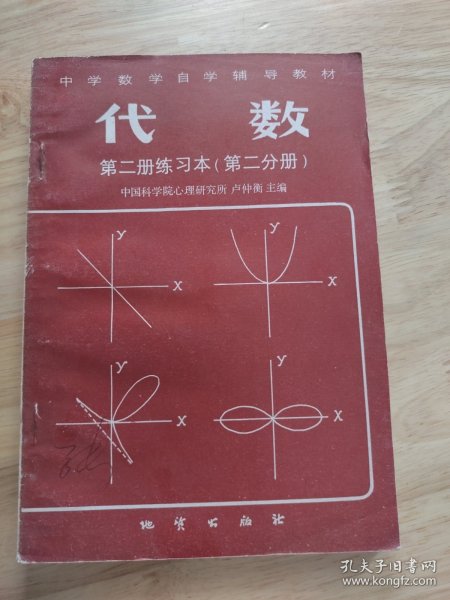 中学数学自学辅导教材
代 数
第二册练习本(第二分册)
中国科学院心理研究所 卢仲衡 主编
y
x
y
x
y
x
y
x
地质出版社
孔夫子旧书网
www.kongfz.com